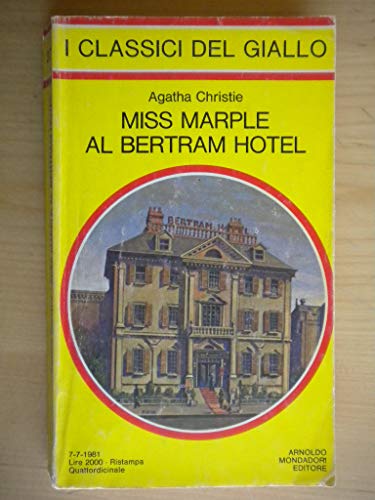 I CLASSICI DEL GIALLO
Agatha Christie
MISS MARPLE
AL BERTRAM HOTEL
BERTRAM HOTEL
7-7-1981
Lire 2000 - Ristampa
Quattordicinale
ARNOLDO
MONDADORI
EDITORE